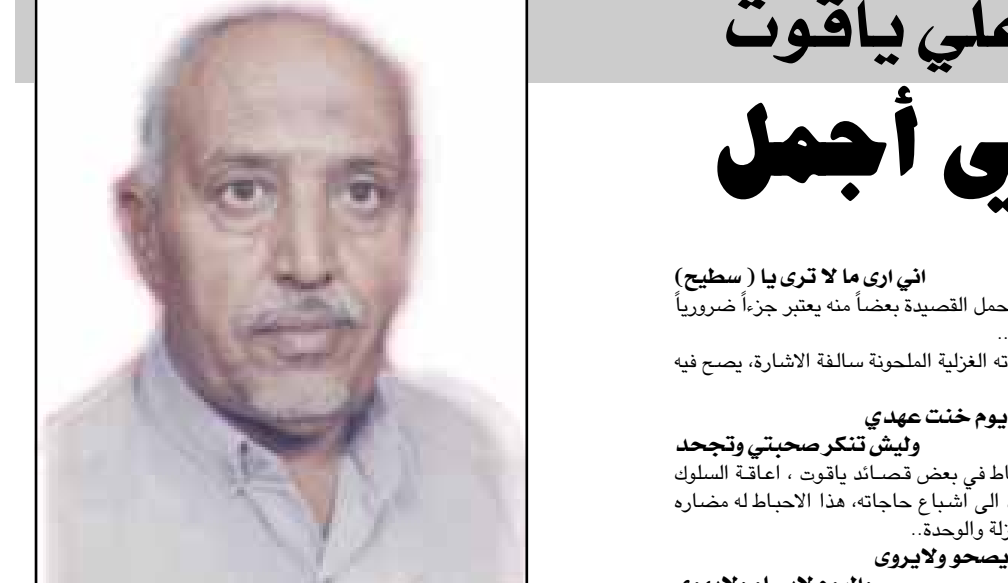 علي ياقوت
ي أجمل
اني ارى ما لا ترى يا ( سطيح)
حمل القصيدة بعضاً منه يعتبر جزءاً ضرورياً
..
ته الغزلية الملحونة سالفة الاشارة، يصح فيه
يوم خنت عهدي
وليش تنكر صحبتي وتجحد
اط في بعض قصائد ياقوت ، اعاقة السلوك
الى اشباع حاجاته، هذا الاحباط له مضاره
زلة والوحدة..
يصحو ولايروى